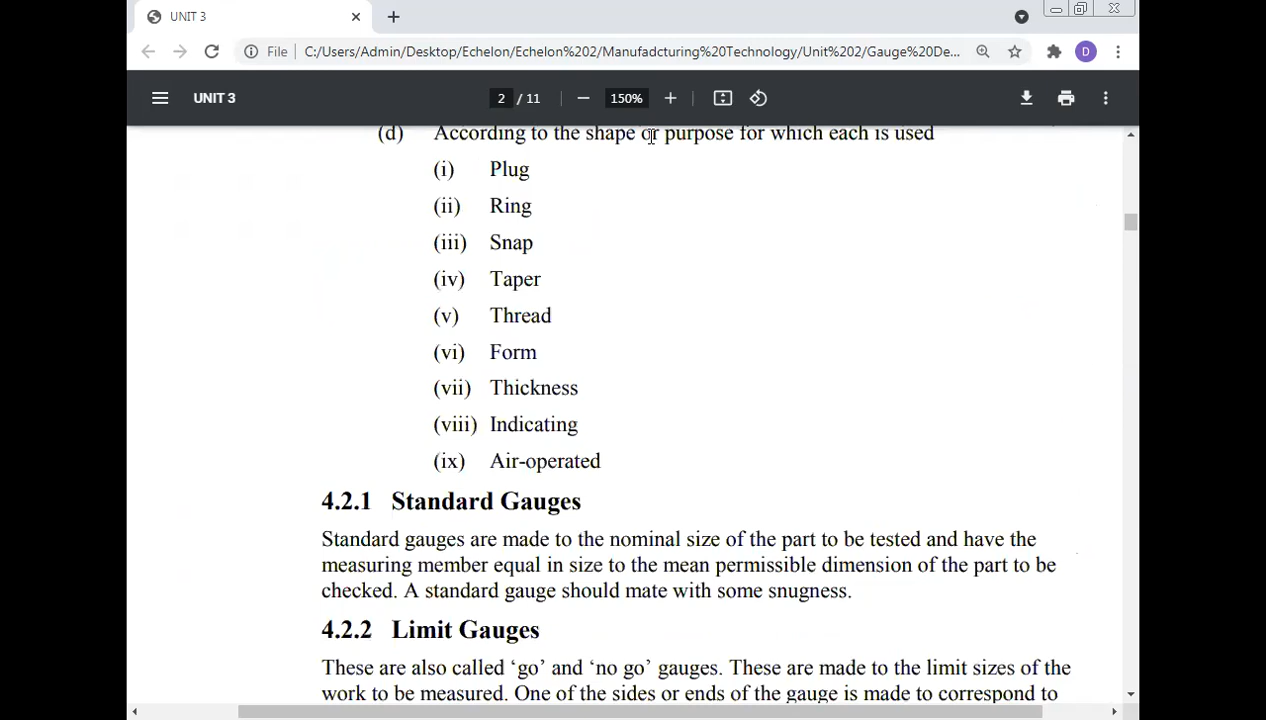 UNIT 3
File C:/Users/Admin/Desktop/Echelon/Echelon%202/Manufadcturing%20Technology/Unit%202/Gauge%20De... D
UNIT 3 2 / 11 150%
(d) According to the shape or purpose for which each is used
(i) Plug
(ii) Ring
(iii) Snap
(iv) Taper
(v) Thread
(vi) Form
(vii) Thickness
(viii) Indicating
(ix) Air-operated
4.2.1 Standard Gauges
Standard gauges are made to the nominal size of the part to be tested and have the
measuring member equal in size to the mean permissible dimension of the part to be
checked. A standard gauge should mate with some snugness.
4.2.2 Limit Gauges
These are also called ‘go’ and ‘no go’ gauges. These are made to the limit sizes of the
work to be measured. One of the sides or ends of the gauge is made to correspond to